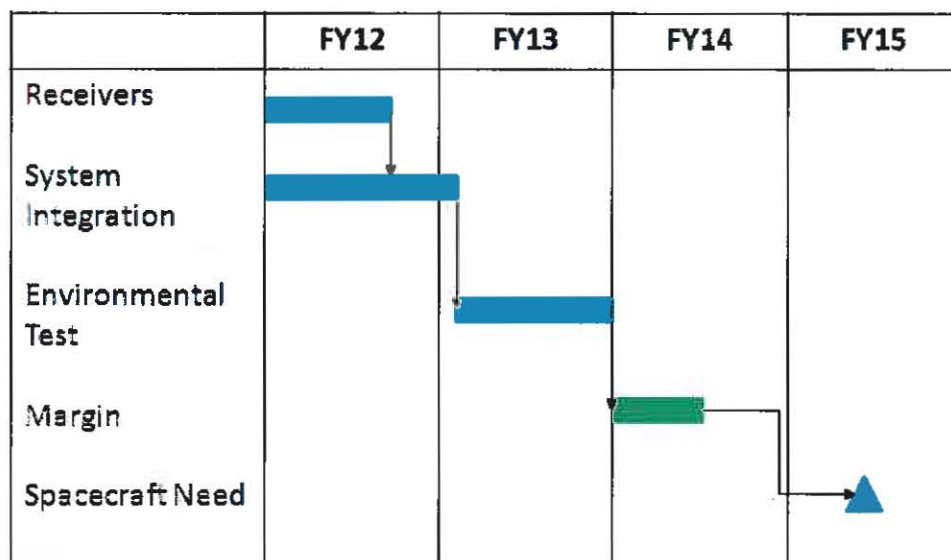 FY12 FY13 FY14 FY15
Receivers
System
Integration
Environmental
Test
Margin
Spacecraft Need